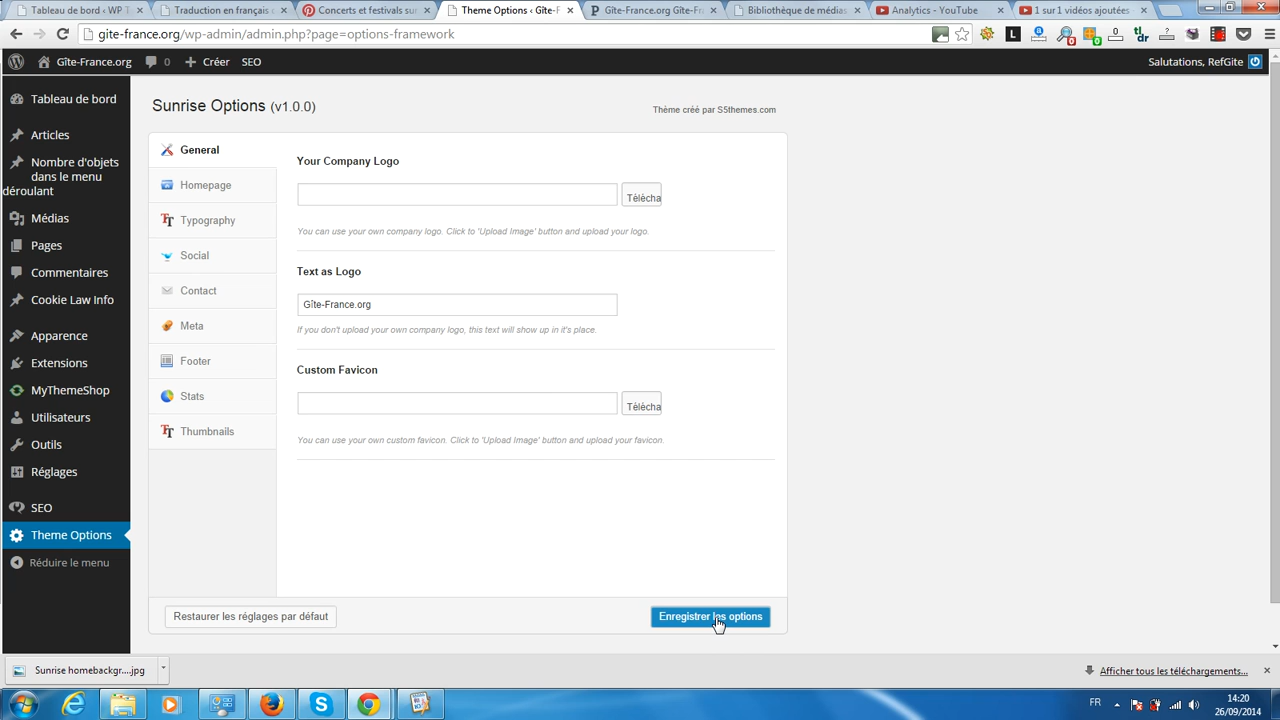 Tableau de bord ‹ WP
Traduction en français d
Concerts et festivals sur
Theme Options ‹ Gîte-F
Gîte-France.org Gîte-Fr
Bibliothèque de médias
Analytics - YouTube
1 sur 1 vidéos ajoutées
gite-france.org/wp-admin/admin.php?page=options-framework
Gîte-France.org
0
Créer
SEO
Salutations, RefGite
Tableau de bord
Articles
Nombre d'objets
dans le menu
déroulant
Médias
Pages
Commentaires
Cookie Law Info
Apparence
Extensions
MyThemeShop
Utilisateurs
Outils
Réglages
SEO
Theme Options
Réduire le menu
Sunrise Options (v1.0.0)
Thème créé par S5themes.com
General
Homepage
Typography
Social
Contact
Meta
Footer
Stats
Thumbnails
Your Company Logo
Télécha
You can use your own company logo. Click to 'Upload Image' button and upload your logo.
Text as Logo
Gîte-France.org
If you don't upload your own company logo, this text will show up in it's place.
Custom Favicon
Télécha
You can use your own custom favicon. Click to 'Upload Image' button and upload your favicon.
Restaurer les réglages par défaut
Enregistrer les options
Sunrise homebackgr....jpg
Afficher tous les téléchargements...
FR
14:20
26/09/2014